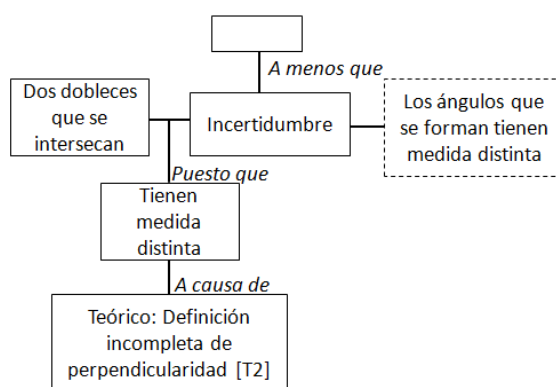 A menos que
Dos dobleces
que se
intersecan
Incertidumbre
Los ángulos que
se forman tienen
medida distinta
Puesto que
Tienen
medida
distinta
A causa de
Teórico: Definición
incompleta de
perpendicularidad [T2]